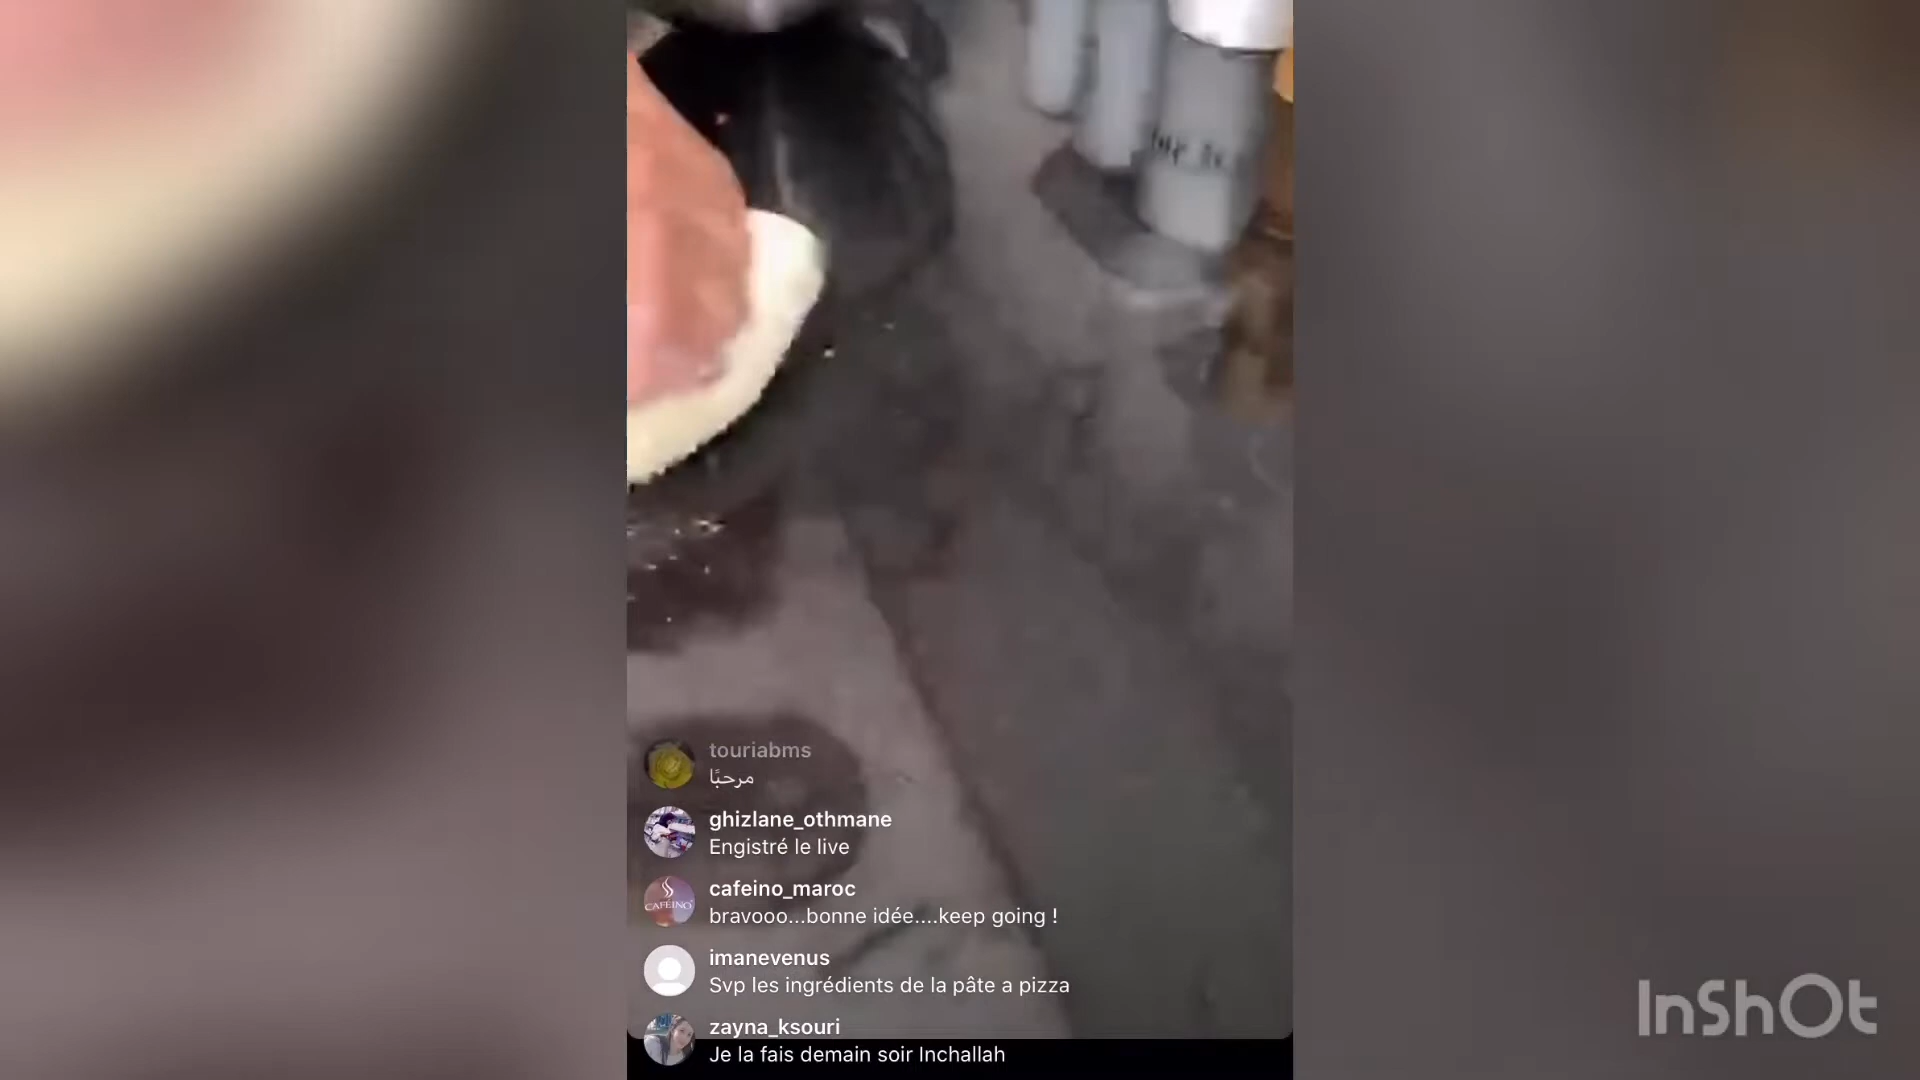 touriabms
مرحبًا
ghizlane_othmane
Engistré le live
cafeino_maroc
bravooo...bonne idée....keep going !
CAFEINO
imanevenus
Svp les ingrédients de la pâte a pizza
zayna_ksouri
Je la fais demain soir Inchallah
InShOt